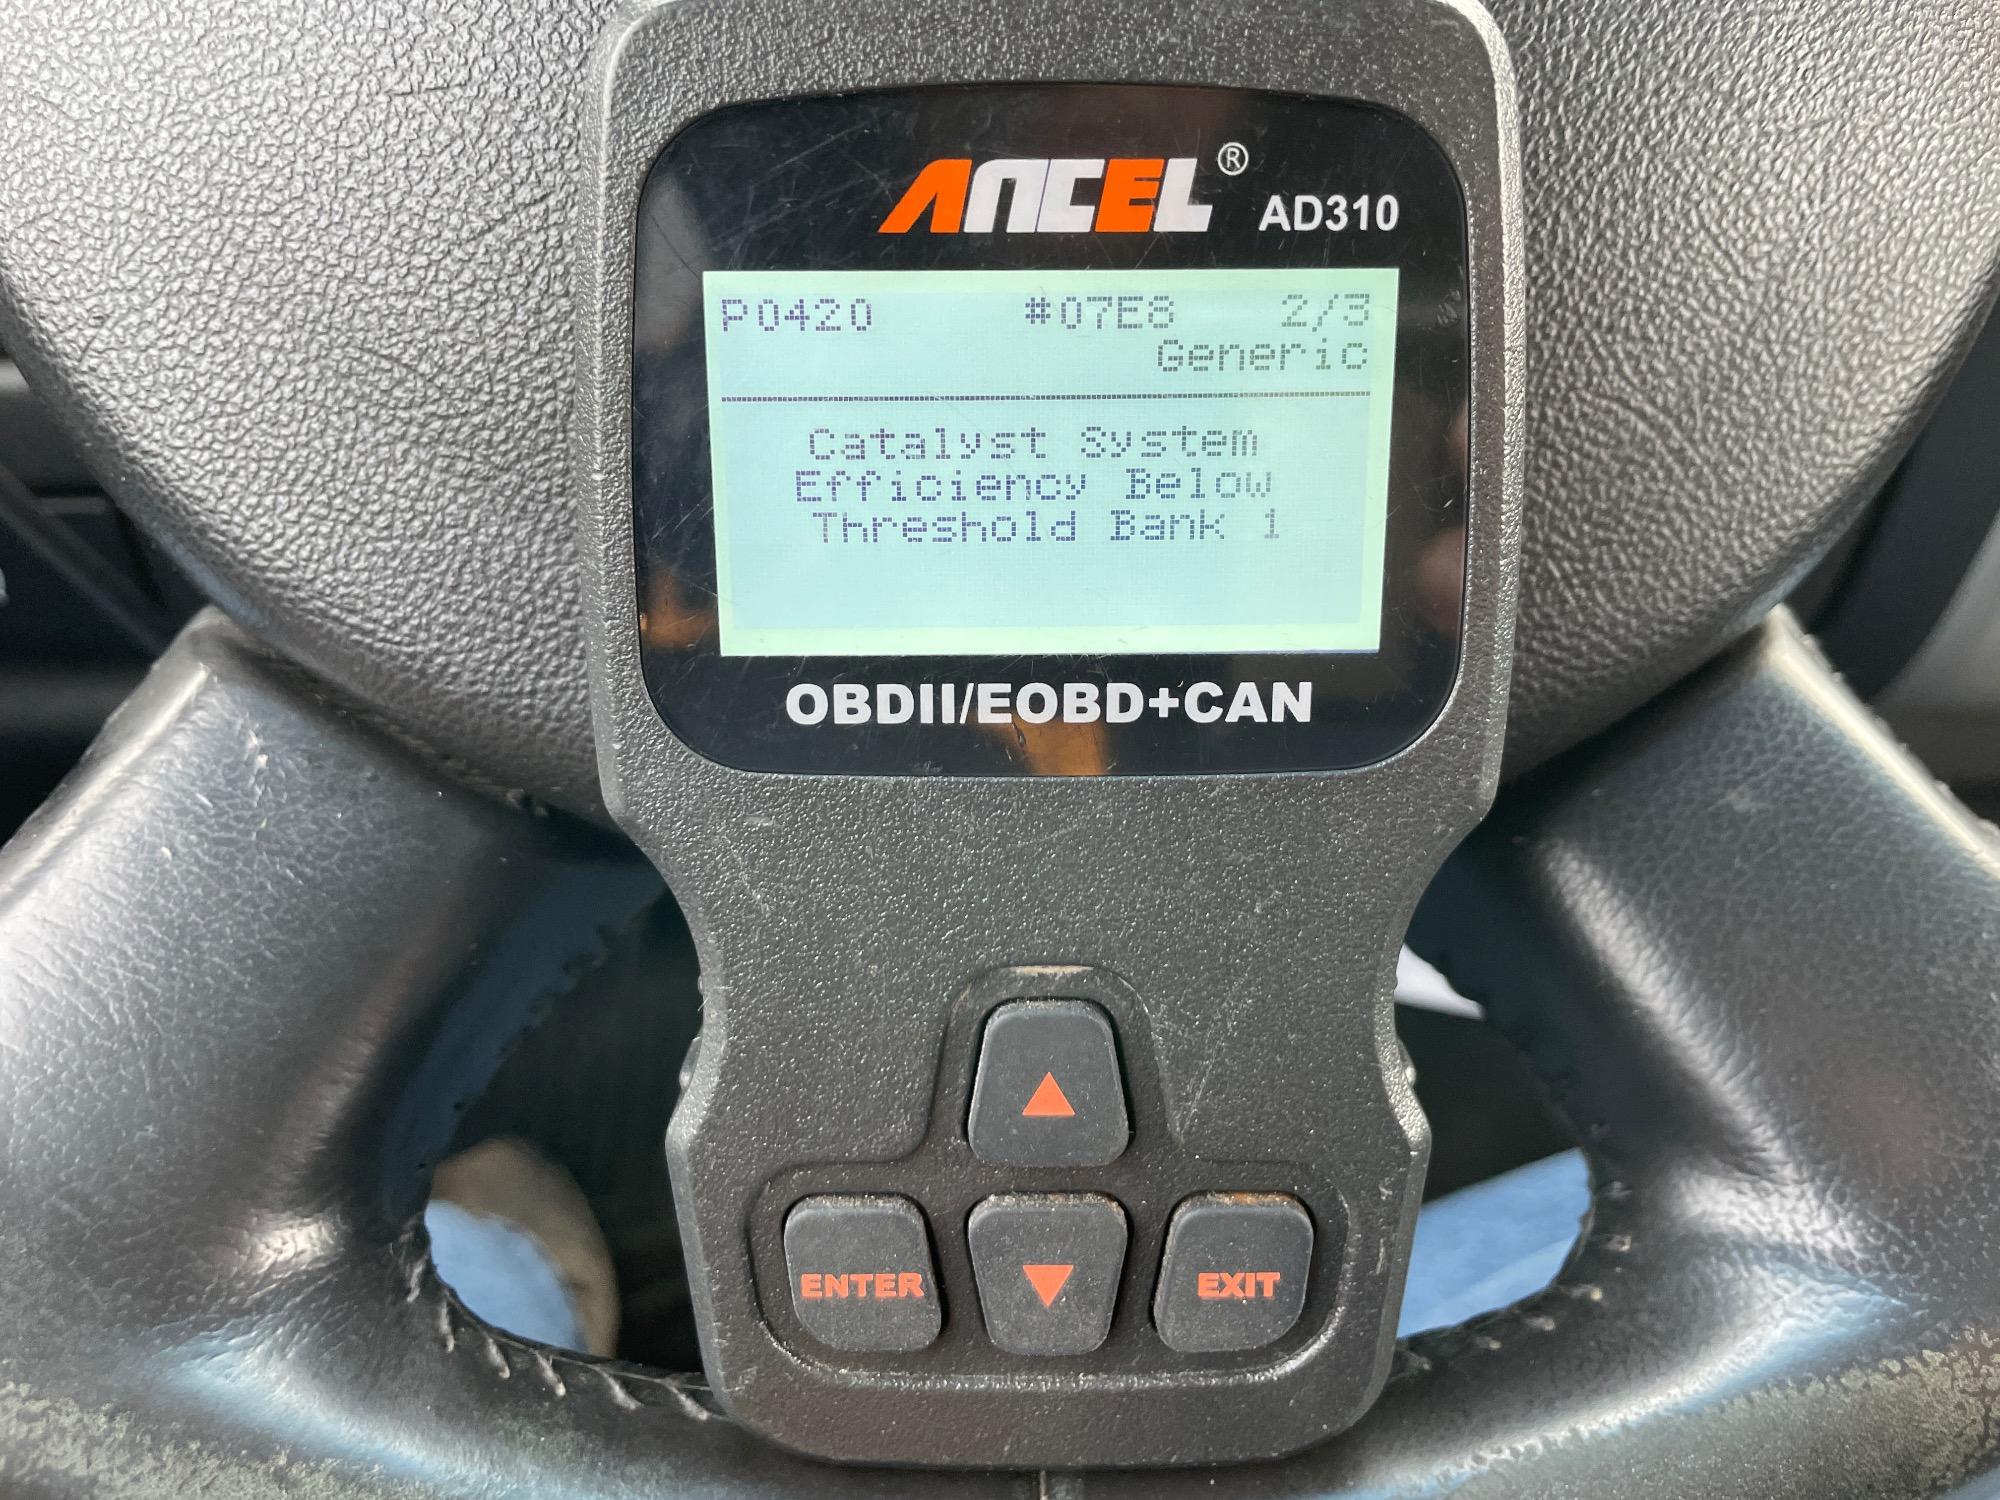 ANCEL® AD310
P0420 #07E8 2/3
Generic
Catalyst System
Efficiency Below
Threshold Bank 1
OBDII/EOBD+CAN
ENTER EXIT